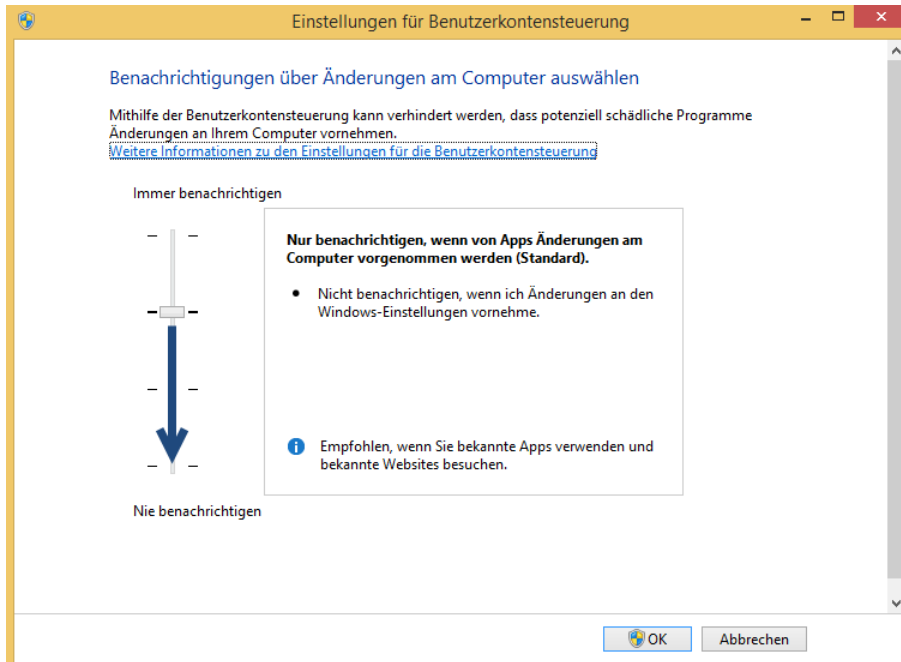 Einstellungen für Benutzerkontensteuerung
Benachrichtigungen über Änderungen am Computer auswählen
Mithilfe der Benutzerkontensteuerung kann verhindert werden, dass potenziell schädliche Programme
Änderungen an Ihrem Computer vornehmen.
Weitere Informationen zu den Einstellungen für die Benutzerkontensteuerung
Immer benachrichtigen
Nur benachrichtigen, wenn von Apps Änderungen am
Computer vorgenommen werden (Standard).
• Nicht benachrichtigen, wenn ich Änderungen an den
Windows-Einstellungen vornehme.
Empfohlen, wenn Sie bekannte Apps verwenden und
bekannte Websites besuchen.
Nie benachrichtigen
OK Abbrechen